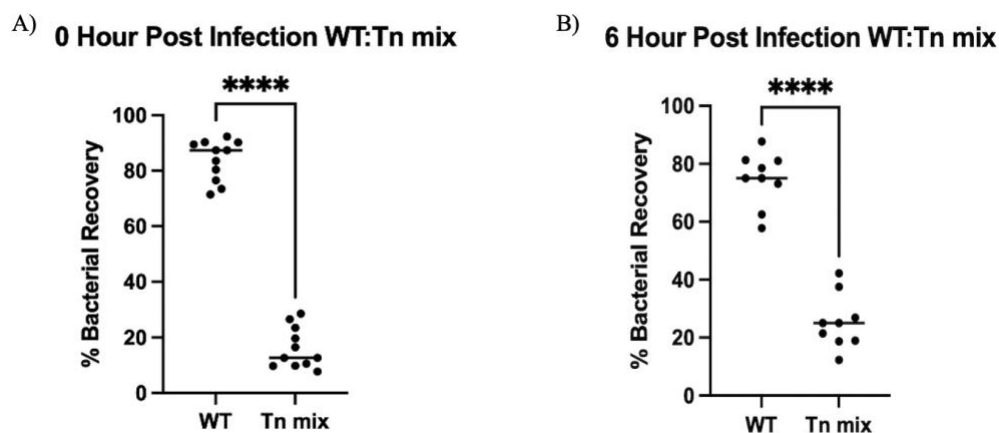 A)
0 Hour Post Infection WT:Tn mix
****
% Bacterial Recovery
100
80
60
40
20
0
WT
Tn mix
B)
6 Hour Post Infection WT:Tn mix
****
% Bacterial Recovery
100
80
60
40
20
0
WT
Tn mix